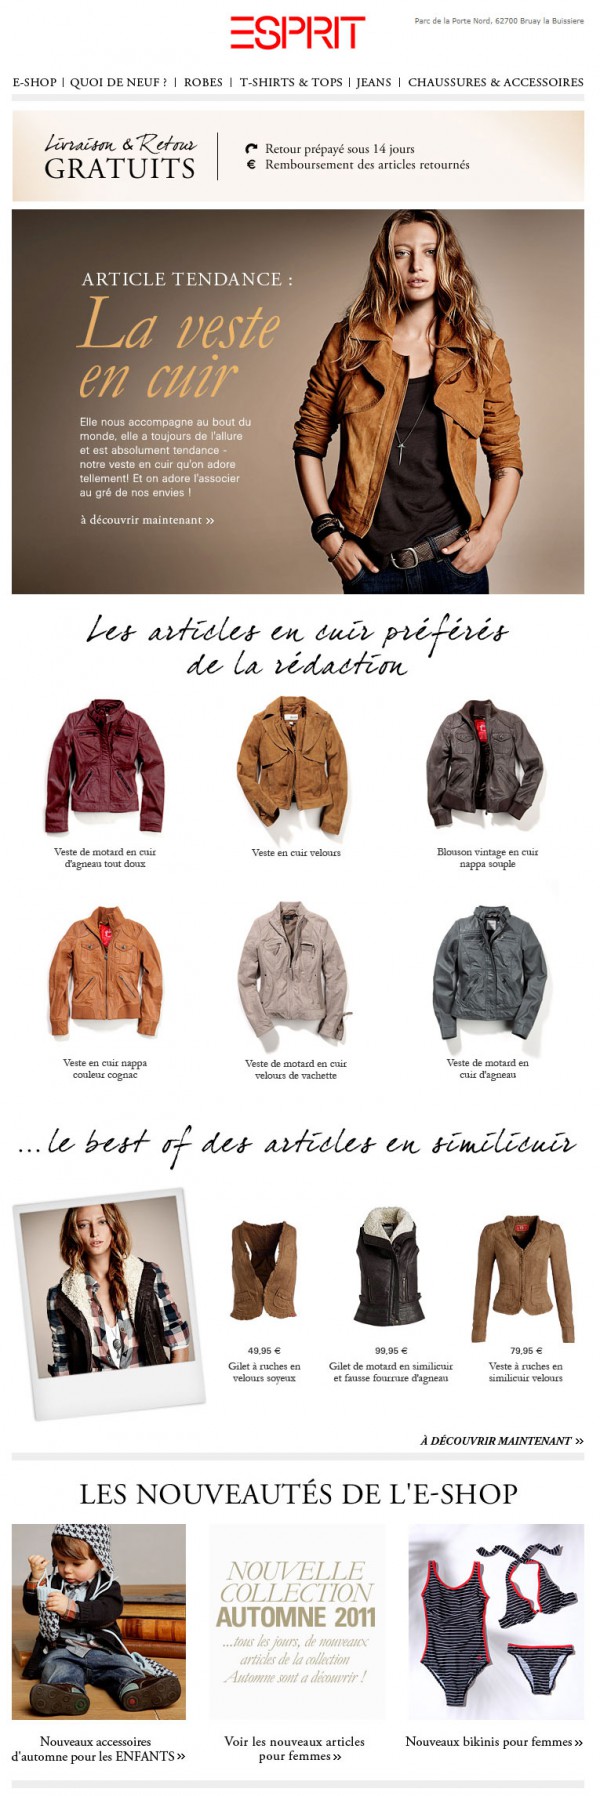 ESPRIT
Parc de la Porte Nord, 62700 Bruay la Buissiere
E-SHOP | QUOI DE NEUF ? | ROBES | T-SHIRTS & TOPS | JEANS | CHAUSSURES & ACCESSOIRES
Livraison & Retour
GRATUITS
Retour prépayé sous 14 jours
€ Remboursement des articles retournés
ARTICLE TENDANCE :
La veste
en cuir
Elle nous accompagne au bout du
monde, elle a toujours de l'allure
et est absolument tendance -
notre veste en cuir qu'on adore
tellement! Et on adore l'associer
au gré de nos envies !
à découvrir maintenant »
Les articles en cuir préférés
de la rédaction
Veste de motard en cuir
d'agneau tout doux
Veste en cuir velours
Blouson vintage en cuir
nappa souple
Veste en cuir nappa
couleur cognac
Veste de motard en cuir
velours de vachette
Veste de motard en
cuir d'agneau
...le best of des articles en similicuir
49,95 €
Gilet à ruches en
velours soyeux
99,95 €
Gilet de motard en similicuir
et fausse fourrure d'agneau
79,95 €
Veste à ruches en
similicuir velours
À DÉCOUVRIR MAINTENANT »
LES NOUVEAUTÉS DE L'E-SHOP
NOUVELLE
COLLECTION
AUTOMNE 2011
...tous les jours, de nouveaux
articles de la collection
Automne sont a découvrir !
Nouveaux accessoires
d'automne pour les ENFANTS »
Voir les nouveaux articles
pour femmes »
Nouveaux bikinis pour femmes »